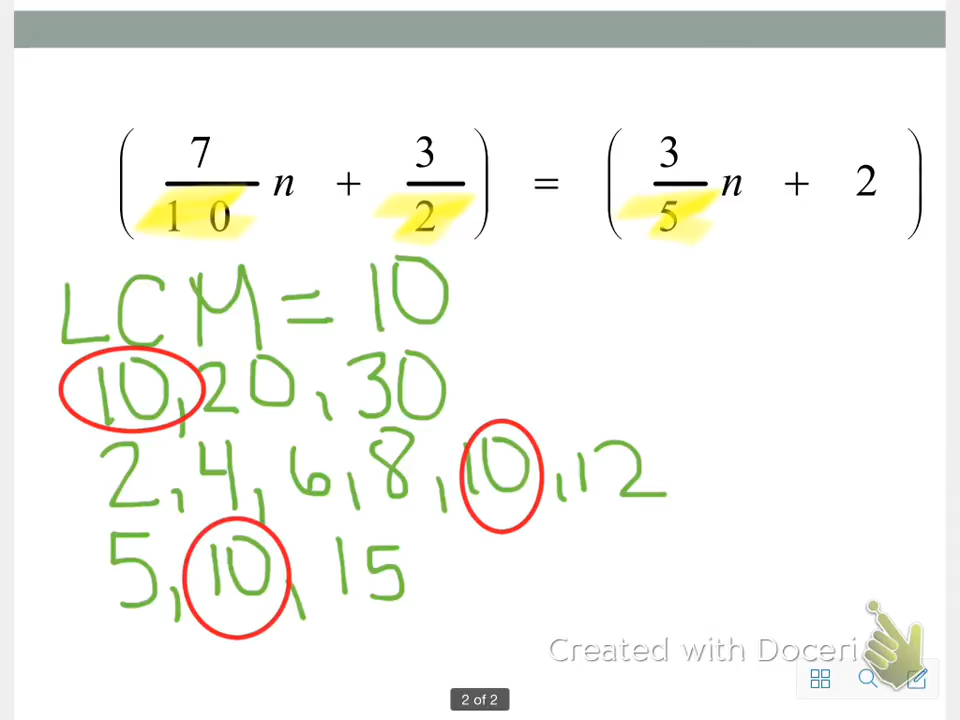 ( 7/10 n + 3/2 ) = ( 3/5 n + 2 )
LCM = 10
10, 20, 30
2, 4, 6, 8, 10, 12
5, 10, 15
Created with Doceri
2 of 2